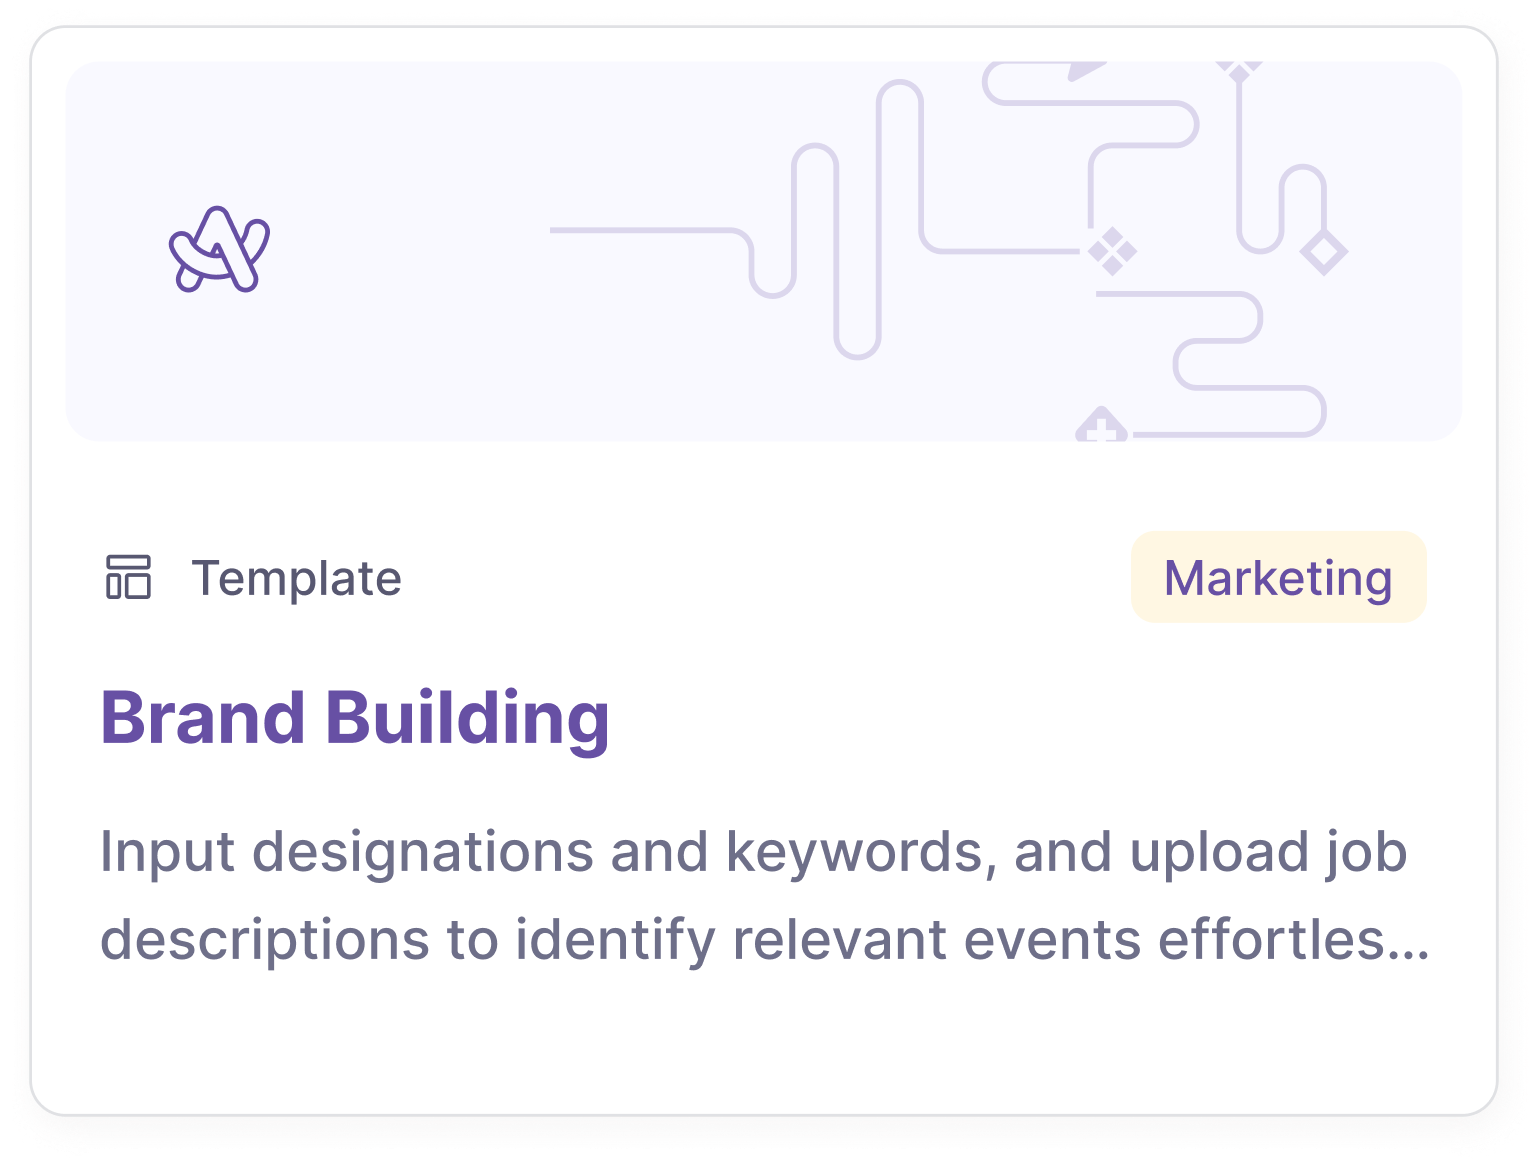 Template
Marketing
Brand Building
Input designations and keywords, and upload job
descriptions to identify relevant events effortles...